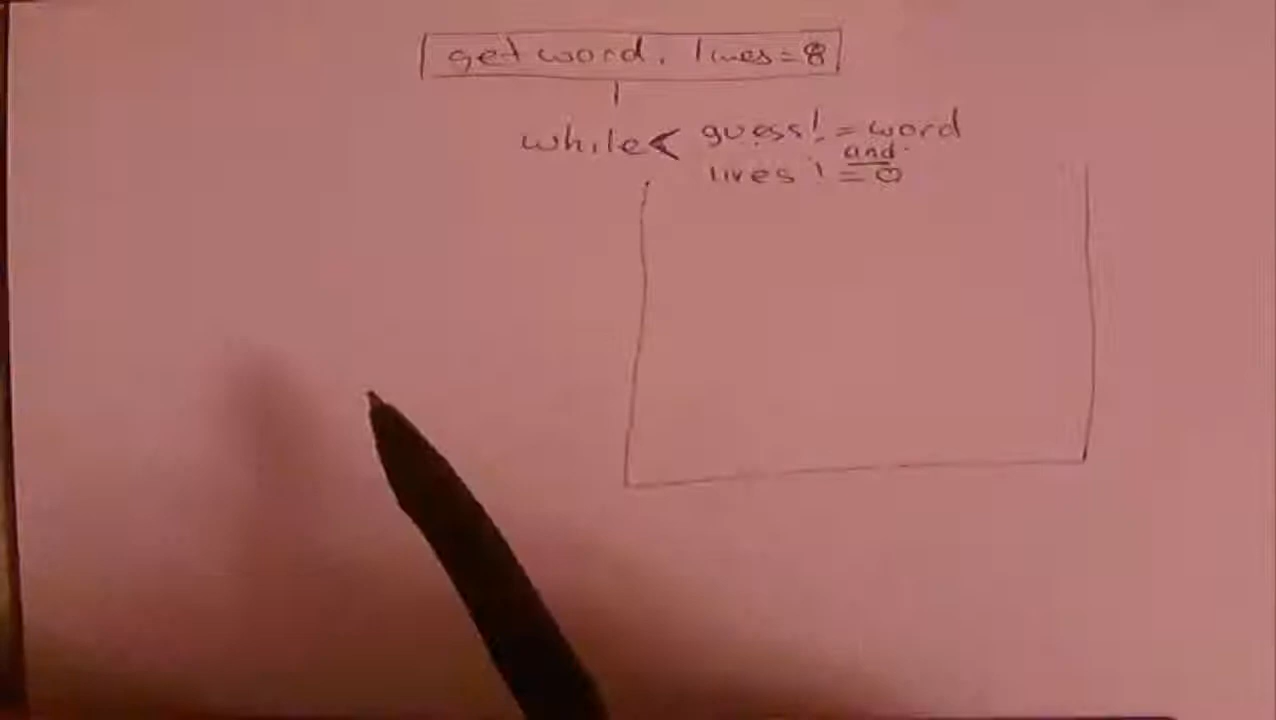 get word, lives=8
while < guess! = word
and
lives ! = 0